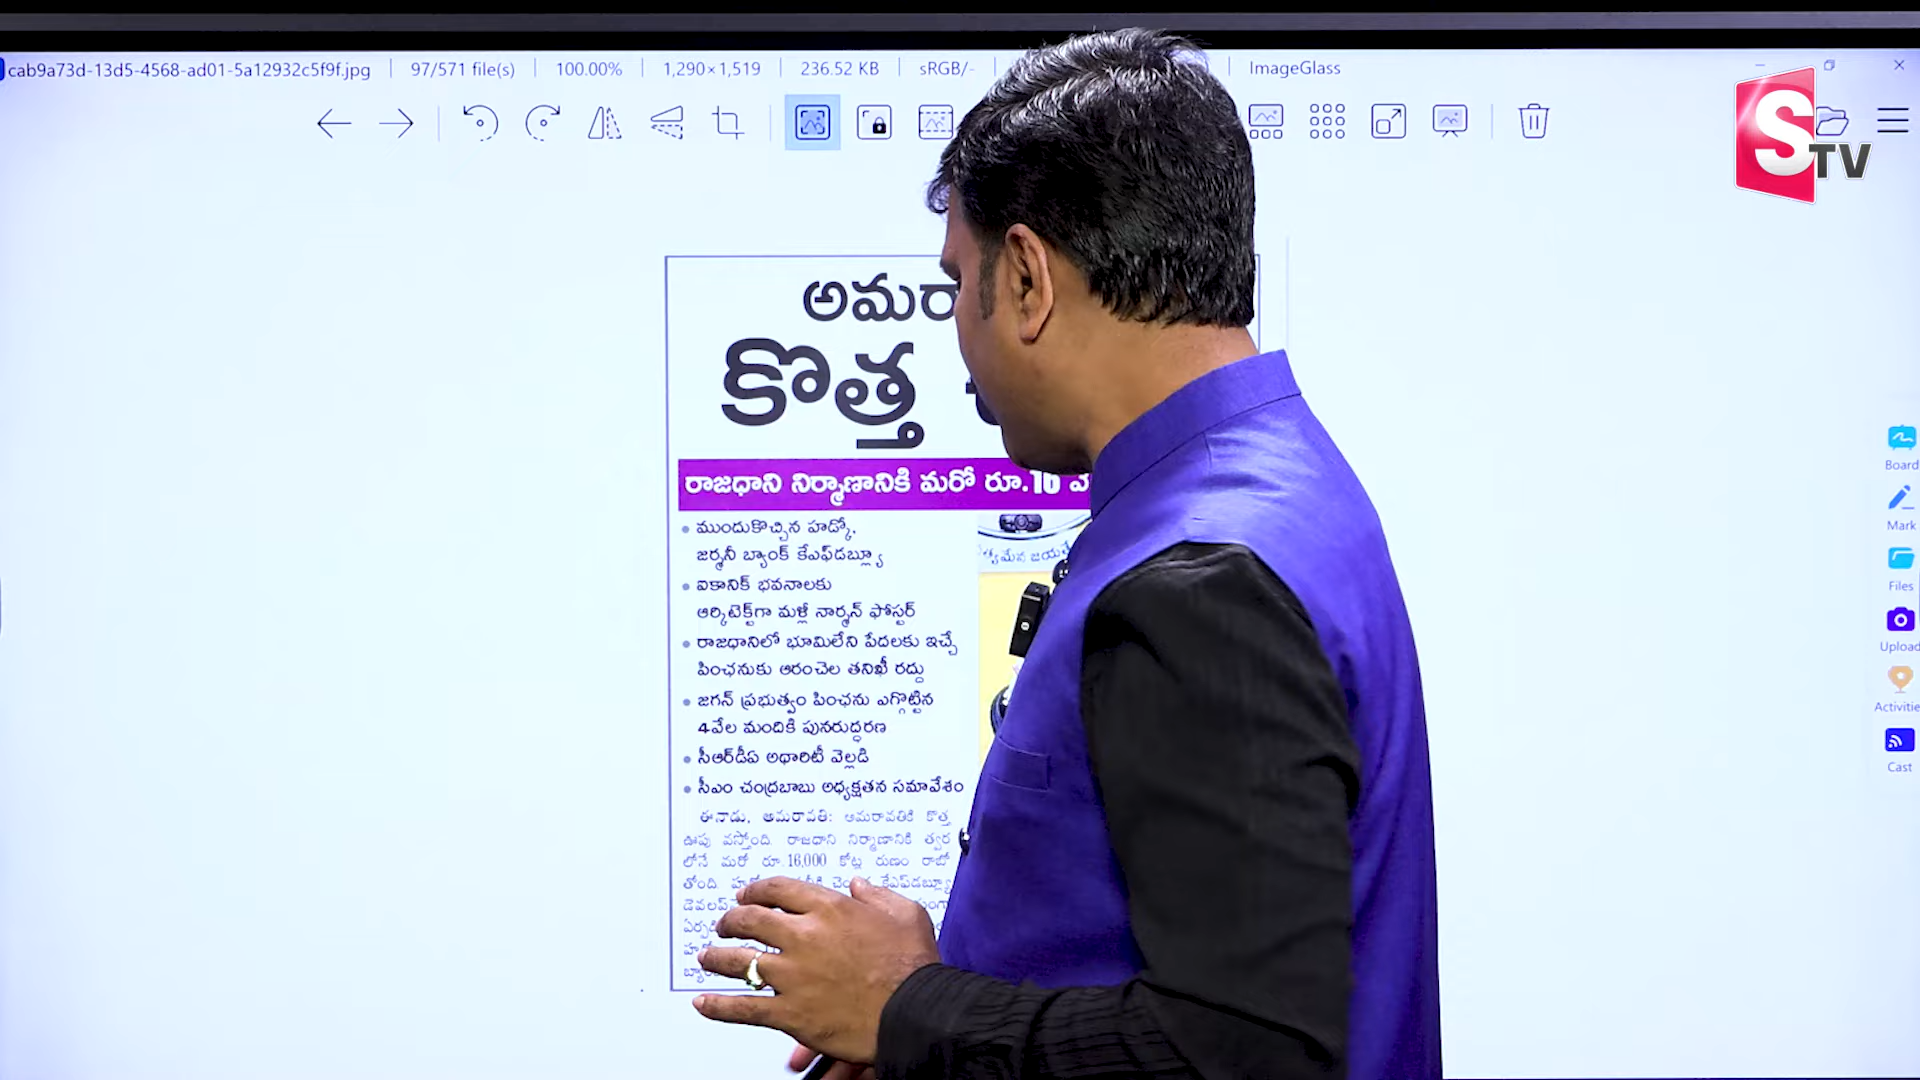 cab9a73d-13d5-4568-ad01-5a12932c5f9f.jpg 97/571 file(s) 100.00% 1,290×1,519 236.52 KB sRGB/- ImageGlass
STV
కొత్త
రాజధాని నిర్మాణానికి మరో రూ.16
• ముందుకొచ్చిన హడ్కో,
జర్మనీ బ్యాంక్ కేఎఫ్‌డబ్ల్యూ
• ఐకానిక్ భవనాలకు
ఆర్కిటెక్ట్‌గా మళ్లీ నార్మన్ ఫోస్టర్
• రాజధానిలో భూమిలేని పేదలకు ఇచ్చే
పింఛనుకు ఆరంచెల తనిఖీ రద్దు
• జగన్ ప్రభుత్వం పింఛను ఎగ్గొట్టిన
4వేల మందికి పునరుద్ధరణ
• సీఆర్‌డీఏ అథారిటీ వెల్లడి
• సీఎం చంద్రబాబు అధ్యక్షతన సమావేశం
ఈనాడు, అమరావతి: అమరావతికి కొత్త
ఊపు వస్తోంది. రాజధాని నిర్మాణానికి త్వర
లోనే మరో రూ.16,000 కోట్ల రుణం రాబో
తోంది. కేఎఫ్‌డబ్ల్యూ
Board
Mark
Files
Upload
Cast